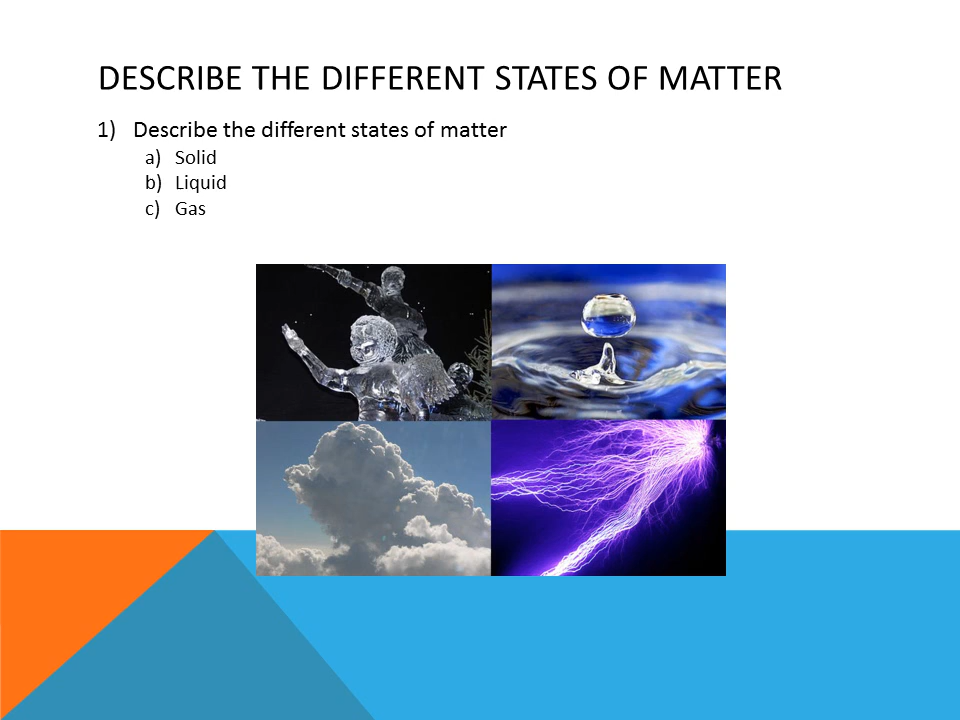 DESCRIBE THE DIFFERENT STATES OF MATTER
1) Describe the different states of matter
a) Solid
b) Liquid
c) Gas